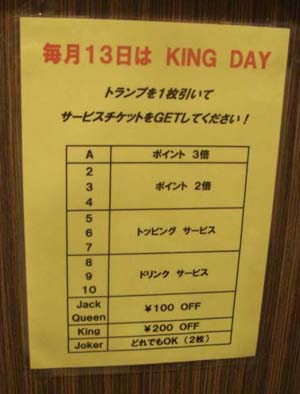 毎月13日は KING DAY
トランプを1枚引いて
サービスチケットをGETしてください!
A ポイント 3倍
2
3 ポイント 2倍
4
5
6 トッピング サービス
7
8
9 ドリンク サービス
10
Jack ¥100 OFF
Queen
King ¥200 OFF
Joker どれでもOK (2枚)